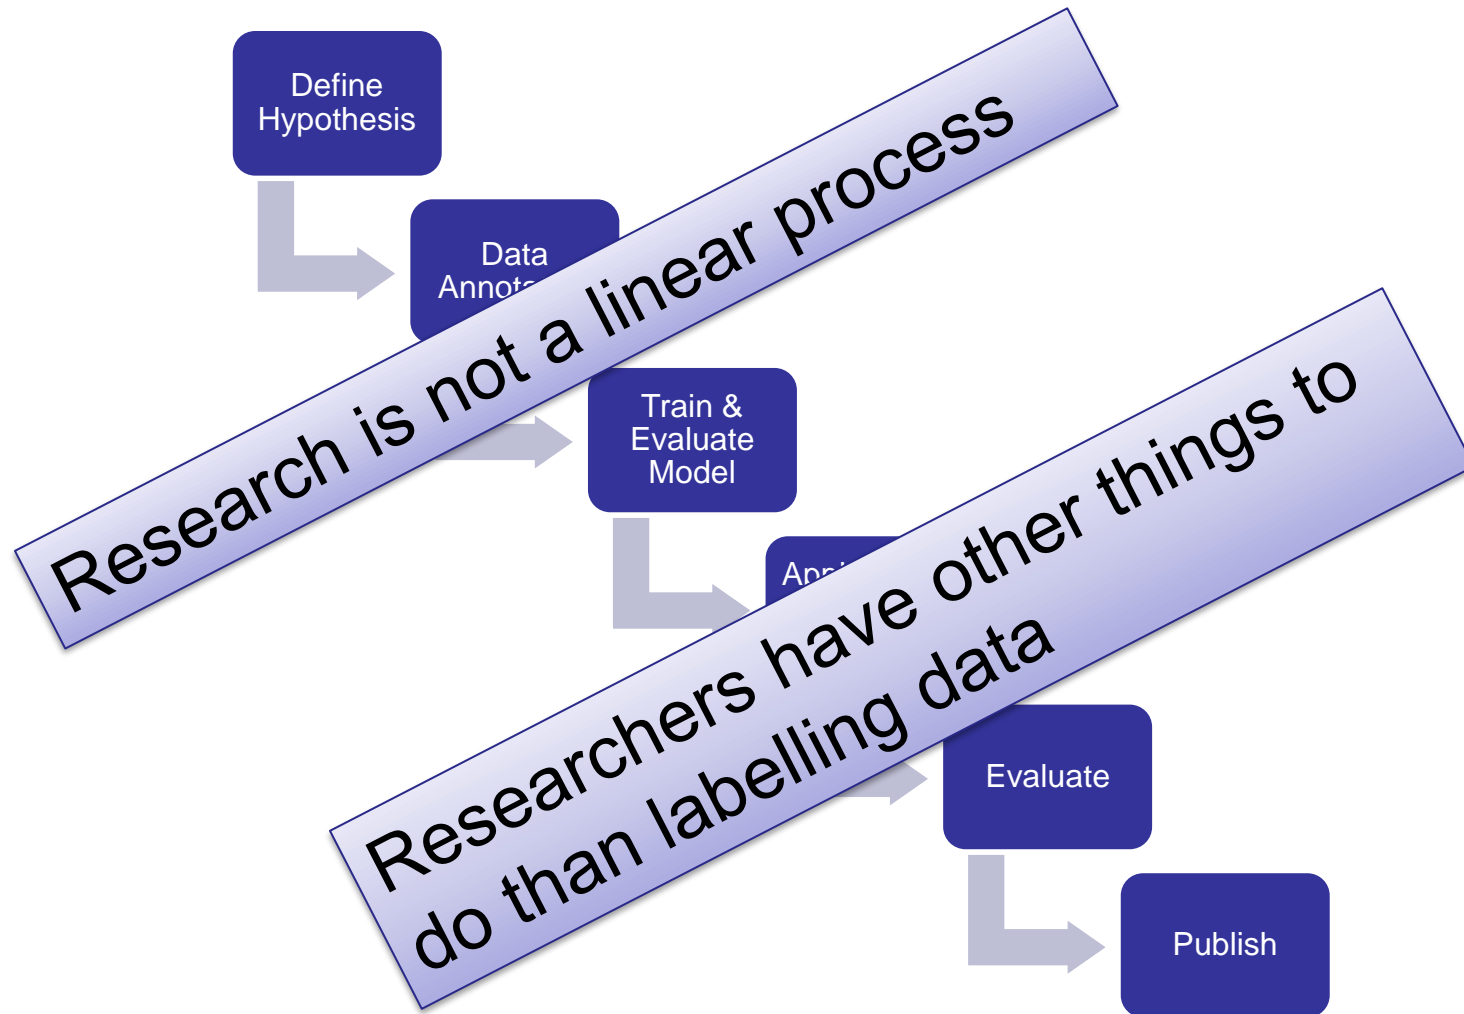 Define
Hypothesis
Data
Research is not a linear process
Train &
Evaluate
Model
Researchers have other things to
do than labelling data
Evaluate
Publish